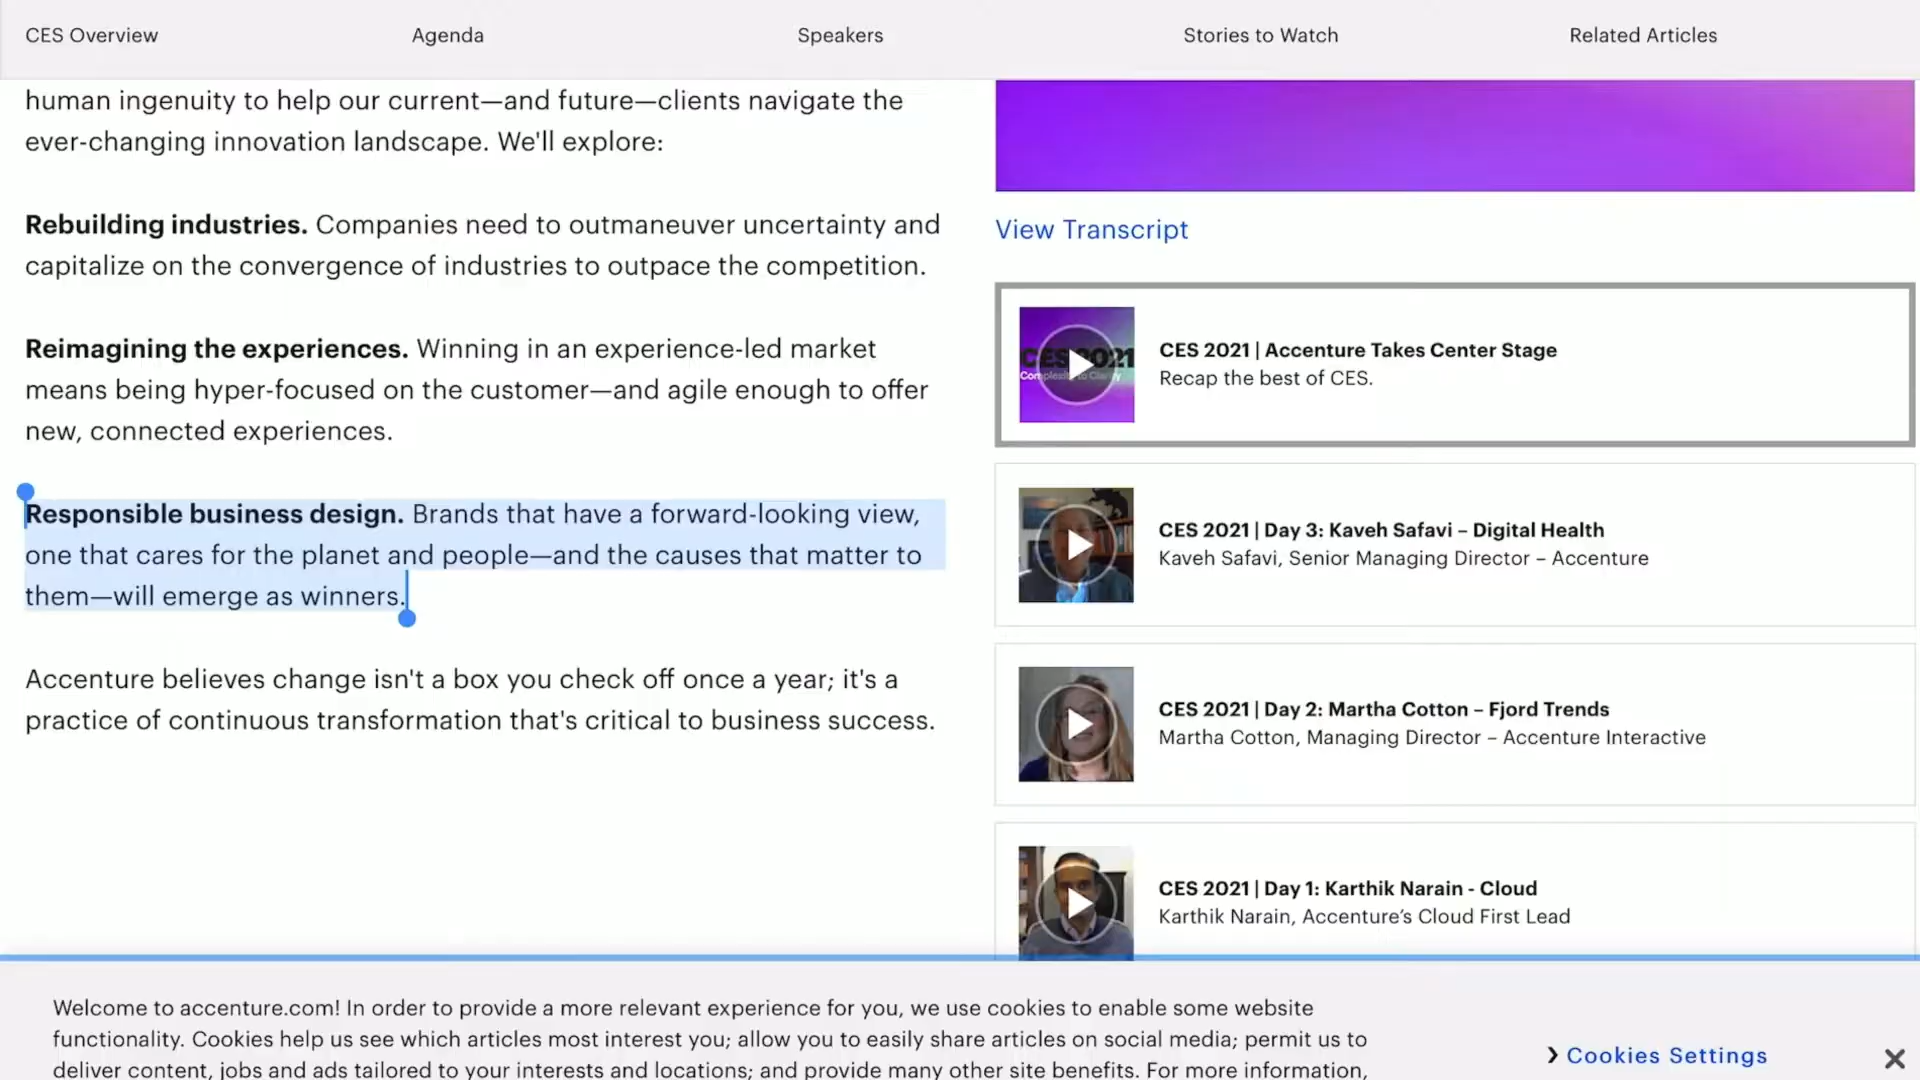 CES Overview
Agenda
Speakers
Stories to Watch
Related Articles
human ingenuity to help our current—and future—clients navigate the
ever-changing innovation landscape. We'll explore:
Rebuilding industries. Companies need to outmaneuver uncertainty and
capitalize on the convergence of industries to outpace the competition.
Reimagining the experiences. Winning in an experience-led market
means being hyper-focused on the customer—and agile enough to offer
new, connected experiences.
Responsible business design. Brands that have a forward-looking view,
one that cares for the planet and people—and the causes that matter to
them—will emerge as winners.
Accenture believes change isn't a box you check off once a year; it's a
practice of continuous transformation that's critical to business success.
View Transcript
CES 2021
Complexity to Clarity
CES 2021 | Accenture Takes Center Stage
Recap the best of CES.
CES 2021 | Day 3: Kaveh Safavi – Digital Health
Kaveh Safavi, Senior Managing Director – Accenture
CES 2021 | Day 2: Martha Cotton – Fjord Trends
Martha Cotton, Managing Director – Accenture Interactive
CES 2021 | Day 1: Karthik Narain - Cloud
Karthik Narain, Accenture’s Cloud First Lead
Welcome to accenture.com! In order to provide a more relevant experience for you, we use cookies to enable some website
functionality. Cookies help us see which articles most interest you; allow you to easily share articles on social media; permit us to
deliver content, jobs and ads tailored to your interests and locations; and provide many other site benefits. For more information,
Cookies Settings